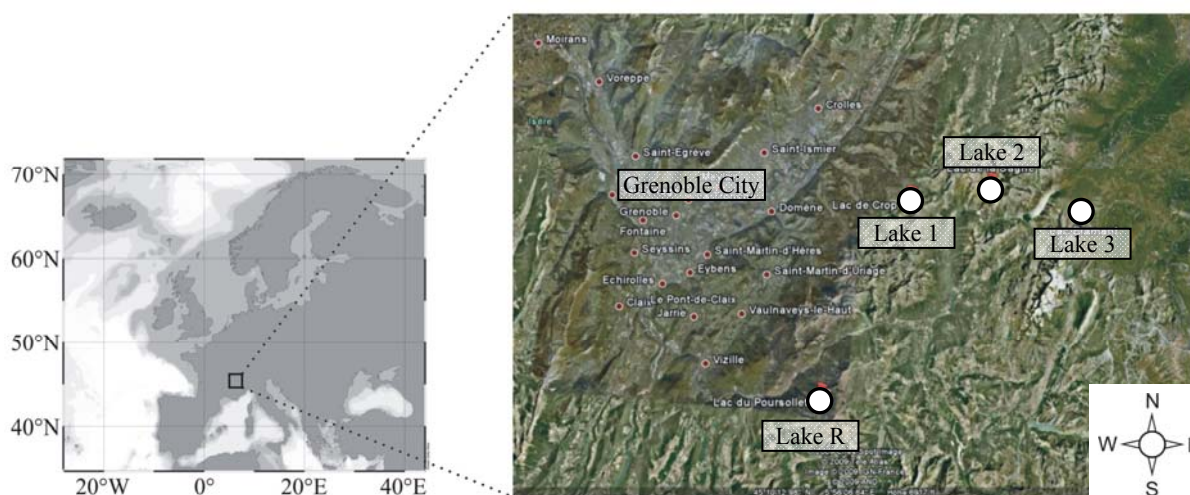 70°N
60°N
50°N
40°N
20°W
0°
20°E
40°E
Moirans
Voreppe
Isère
Crolles
Saint-Egrève
Saint-Ismier
Grenoble City
Grenoble
Fontaine
Domène
Lac de Crop
Lake 1
Lake 2
Lake 3
Seyssins
Saint-Martin-d'Hères
Eybens
Saint-Martin-d'Uriage
Echirolles
Claix
Le Pont-de-Claix
Jarrie
Vaulnaveys-le-Haut
Vizille
Lac du Poursollet
Lake R
N
W
S